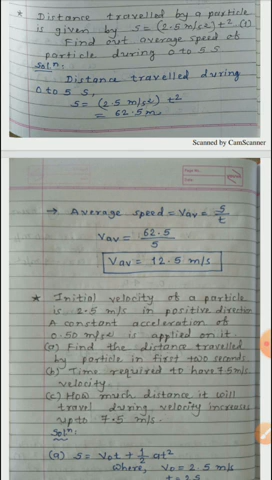 * Distance travelled by a particle
is given by s = (2.5 m/s²) t². (1)
Find out average speed of
particle during 0 to 5 s
Solⁿ:
Distance travelled during
0 to 5 s,
s = (2.5 m/s²) t²
= 62.5 m
Scanned by CamScanner
→ Average speed = Vav = s/t
Vav = 62.5/5
Vav = 12.5 m/s
* Initial velocity of a particle
is 2.5 m/s in positive direction
A constant acceleration of
0.50 m/s² is applied on it.
(a) Find the distance travelled
by particle in first two seconds.
(b) Time required to have 7.5 m/s
velocity.
(c) How much distance it will
travel during velocity increases
upto 7.5 m/s.
Solⁿ:
(a) s = v₀t + ½ at²
where, v₀ = 2.5 m/s